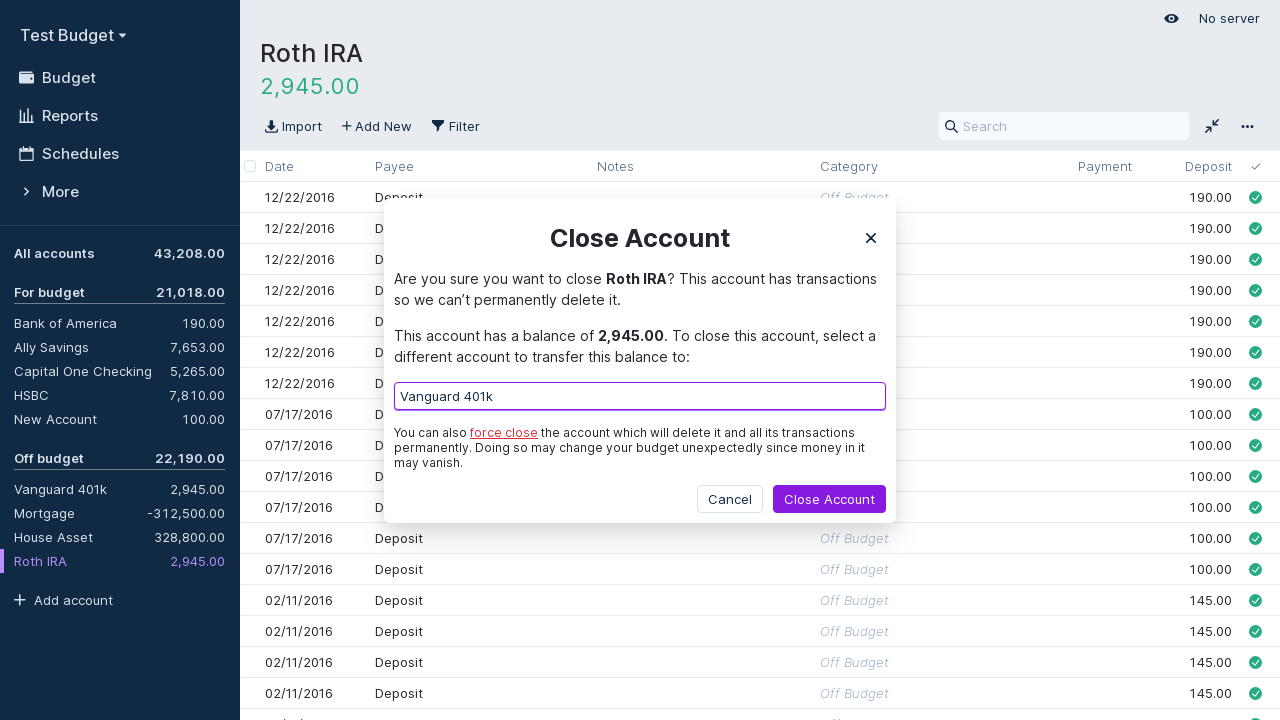 Test Budget
Budget
Reports
Schedules
More
All accounts 43,208.00
For budget 21,018.00
Bank of America 190.00
Ally Savings 7,653.00
Capital One Checking 5,265.00
HSBC 7,810.00
New Account 100.00
Off budget 22,190.00
Vanguard 401k 2,945.00
Mortgage -312,500.00
House Asset 328,800.00
Roth IRA 2,945.00
Add account
No server
Roth IRA
2,945.00
Import Add New Filter Search
Date Payee Notes Category Payment Deposit
12/22/2016 Deposit Off Budget 190.00
12/22/2016 190.00
12/22/2016 190.00
12/22/2016 190.00
12/22/2016 190.00
12/22/2016 190.00
12/22/2016 190.00
07/17/2016 100.00
07/17/2016 100.00
07/17/2016 100.00
07/17/2016 100.00
07/17/2016 Deposit Off Budget 100.00
07/17/2016 Deposit Off Budget 100.00
02/11/2016 Deposit Off Budget 145.00
02/11/2016 Deposit Off Budget 145.00
02/11/2016 Deposit Off Budget 145.00
02/11/2016 Deposit Off Budget 145.00
Close Account
Are you sure you want to close Roth IRA? This account has transactions
so we can’t permanently delete it.
This account has a balance of 2,945.00. To close this account, select a
different account to transfer this balance to:
Vanguard 401k
You can also force close the account which will delete it and all its transactions
permanently. Doing so may change your budget unexpectedly since money in it
may vanish.
Cancel Close Account